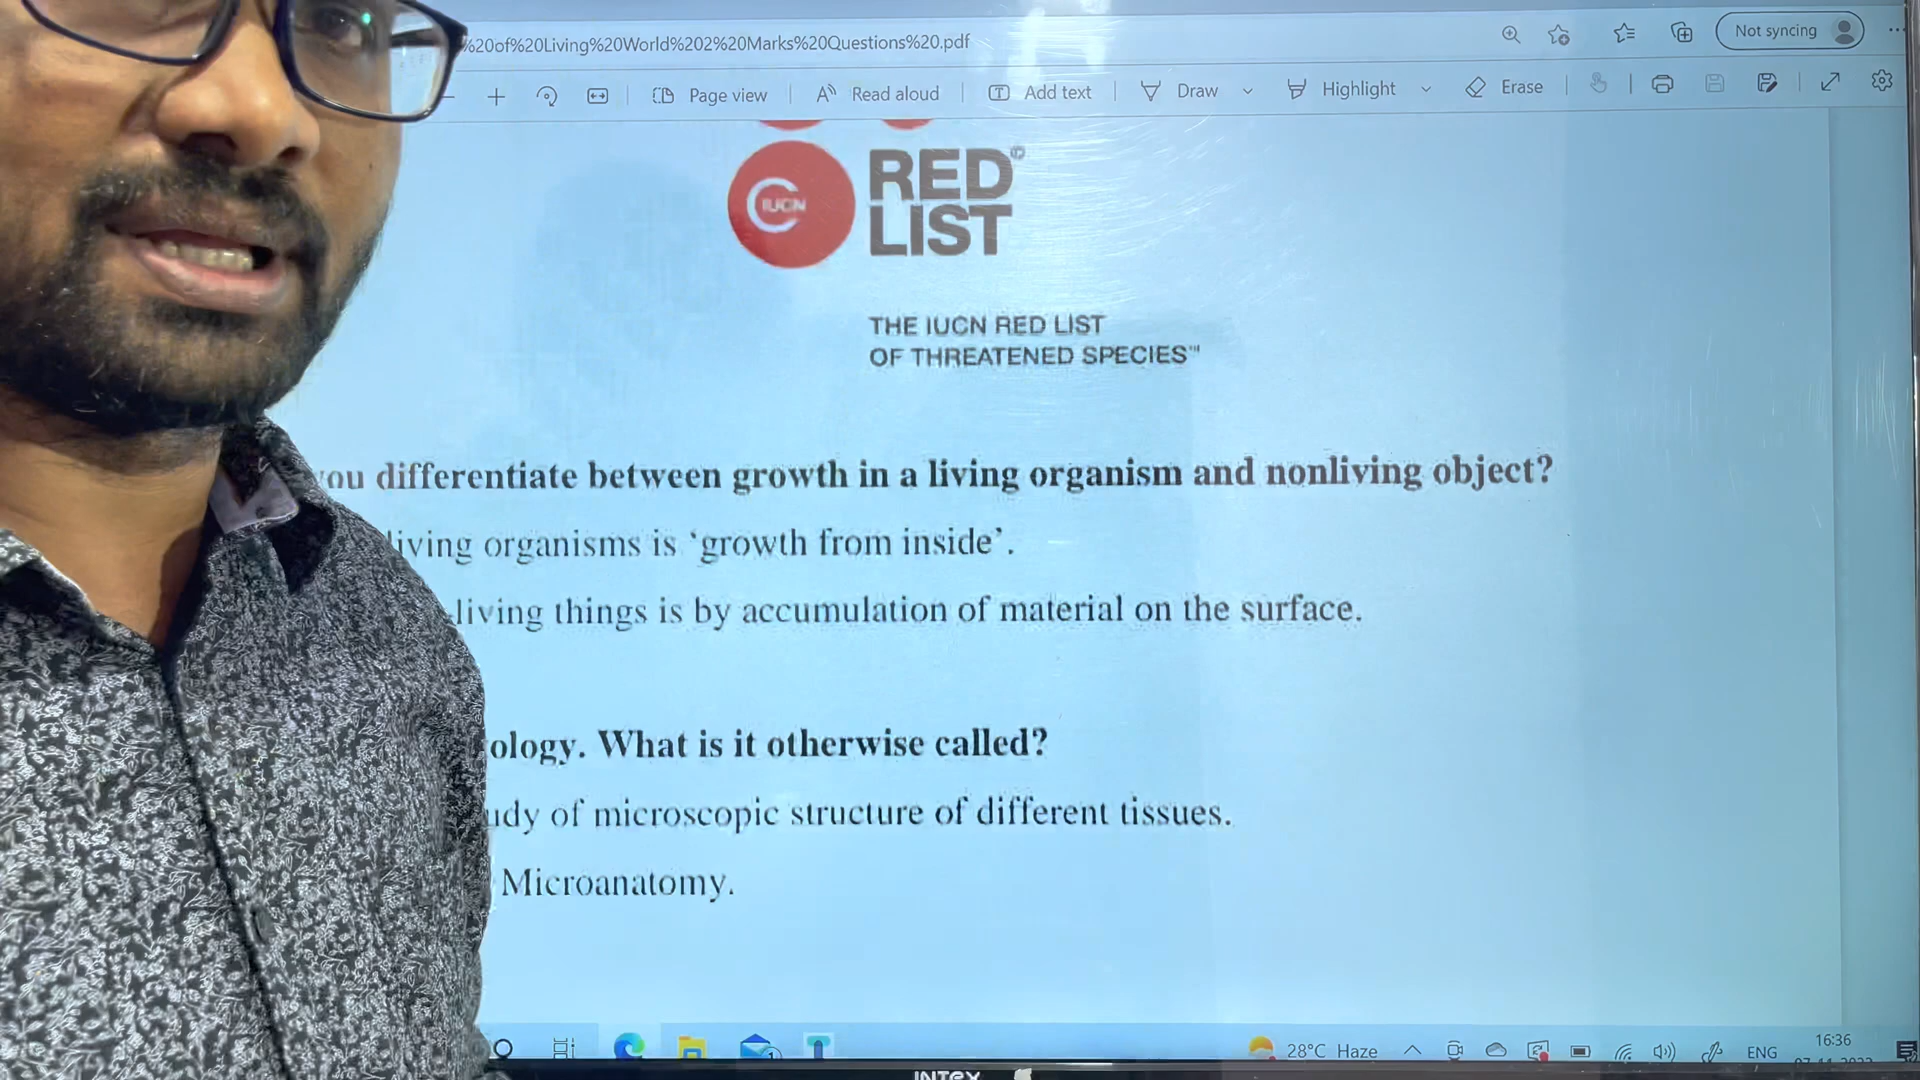 %20of%20Living%20World%202%20Marks%20Questions%20.pdf
Not syncing
Page view
Read aloud
Add text
Draw
Highlight
Erase
IUCN
RED
LIST
THE IUCN RED LIST
OF THREATENED SPECIES™
you differentiate between growth in a living organism and nonliving object?
living organisms is ‘growth from inside’.
-living things is by accumulation of material on the surface.
ology. What is it otherwise called?
udy of microscopic structure of different tissues.
Microanatomy.
28°C Haze
ENG
16:36
INTEX